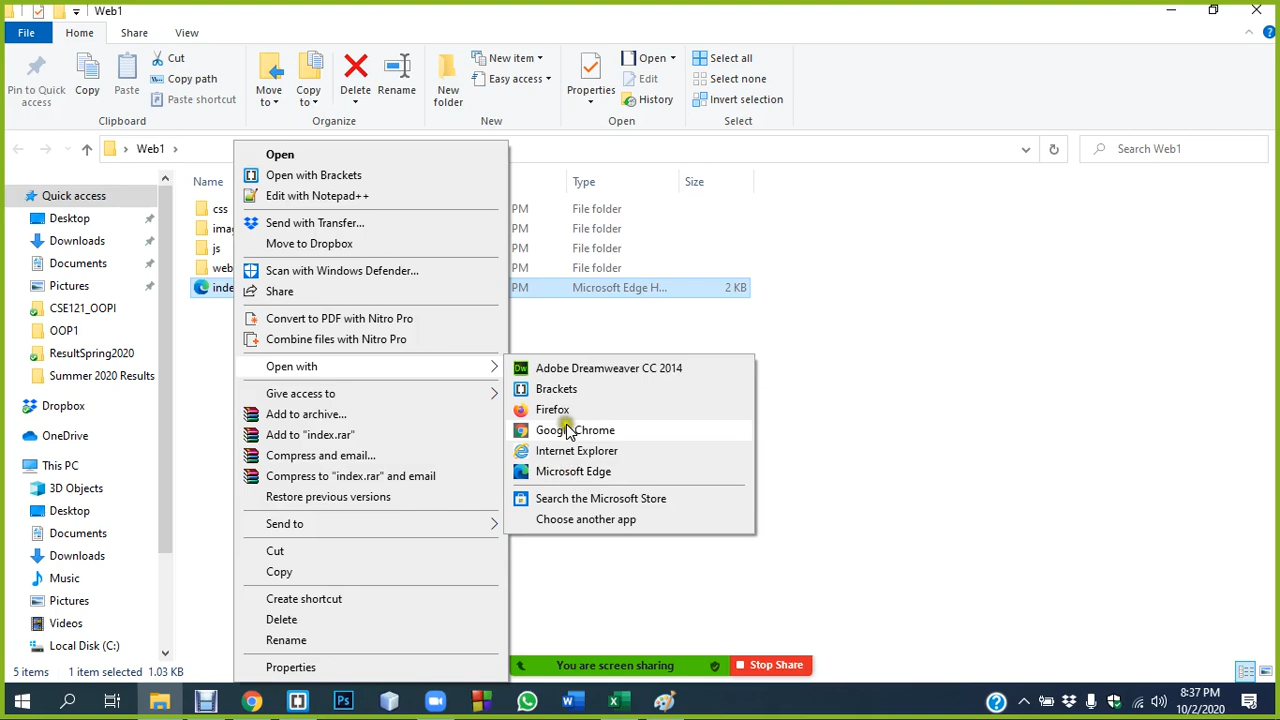 Web1
File Home Share View
Pin to Quick access
Copy
Paste
Cut
Copy path
Paste shortcut
Move to
Copy to
Delete
Rename
New folder
New item
Easy access
Properties
Open
Edit
History
Select all
Select none
Invert selection
Clipboard Organize New Open Select
Web1
Search Web1
Name Type Size
Quick access
Desktop
Downloads
Documents
Pictures
CSE121_OOPI
OOP1
ResultSpring2020
Summer 2020 Results
Dropbox
OneDrive
This PC
3D Objects
Desktop
Documents
Downloads
Music
Pictures
Videos
Local Disk (C:)
css PM File folder
PM File folder
js PM File folder
web PM File folder
PM Microsoft Edge H... 2 KB
Open
Open with Brackets
Edit with Notepad++
Send with Transfer...
Move to Dropbox
Scan with Windows Defender...
Share
Convert to PDF with Nitro Pro
Combine files with Nitro Pro
Open with
Give access to
Add to archive...
Add to "index.rar"
Compress and email...
Compress to "index.rar" and email
Restore previous versions
Send to
Cut
Copy
Create shortcut
Delete
Rename
Properties
Adobe Dreamweaver CC 2014
Brackets
Firefox
Google Chrome
Internet Explorer
Microsoft Edge
Search the Microsoft Store
Choose another app
5 items 1 item selected 1.03 KB
You are screen sharing
Stop Share
8:37 PM
10/2/2020